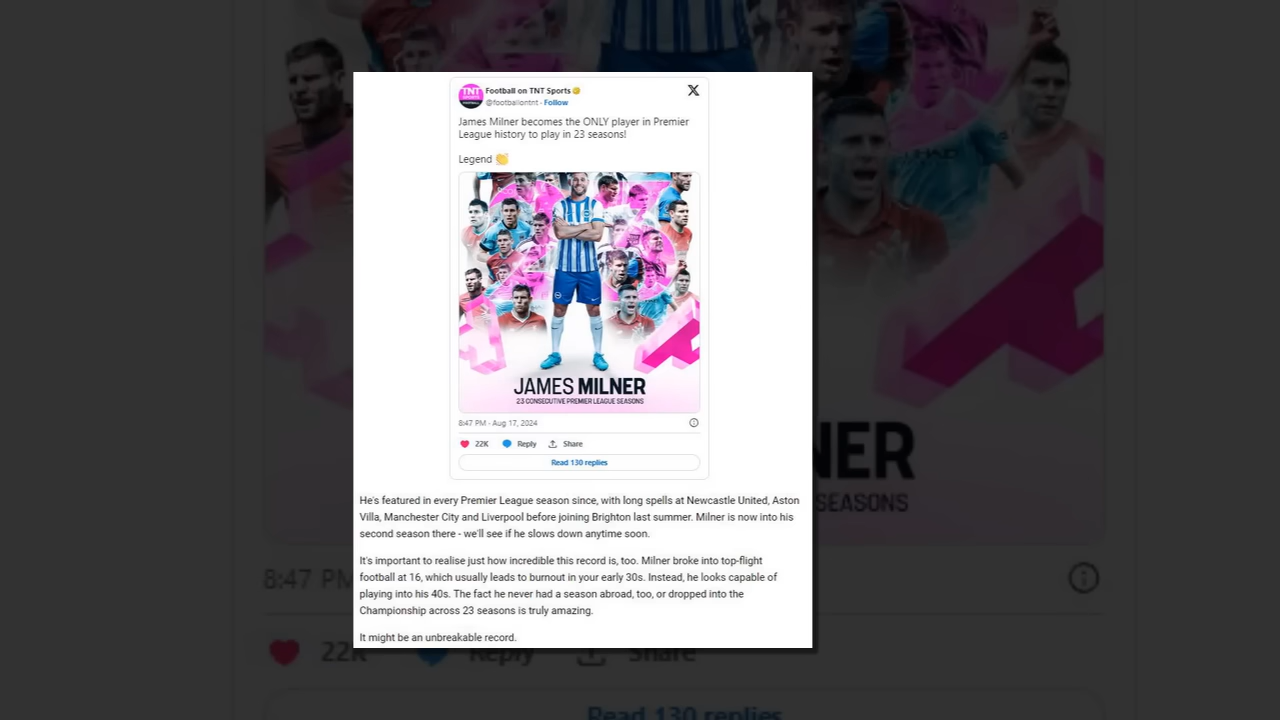 TNT
SPORTS
FOOTBALL
Football on TNT Sports
@footballontnt · Follow
James Milner becomes the ONLY player in Premier
League history to play in 23 seasons!
Legend 👏
JAMES MILNER
23 CONSECUTIVE PREMIER LEAGUE SEASONS
8:47 PM · Aug 17, 2024
22K Reply Share
Read 130 replies
He's featured in every Premier League season since, with long spells at Newcastle United, Aston
Villa, Manchester City and Liverpool before joining Brighton last summer. Milner is now into his
second season there - we'll see if he slows down anytime soon.
It's important to realise just how incredible this record is, too. Milner broke into top-flight
football at 16, which usually leads to burnout in your early 30s. Instead, he looks capable of
playing into his 40s. The fact he never had a season abroad, too, or dropped into the
Championship across 23 seasons is truly amazing.
It might be an unbreakable record.
NER
SEASONS
8:47 PM
22K Reply Share
Read 130 replies